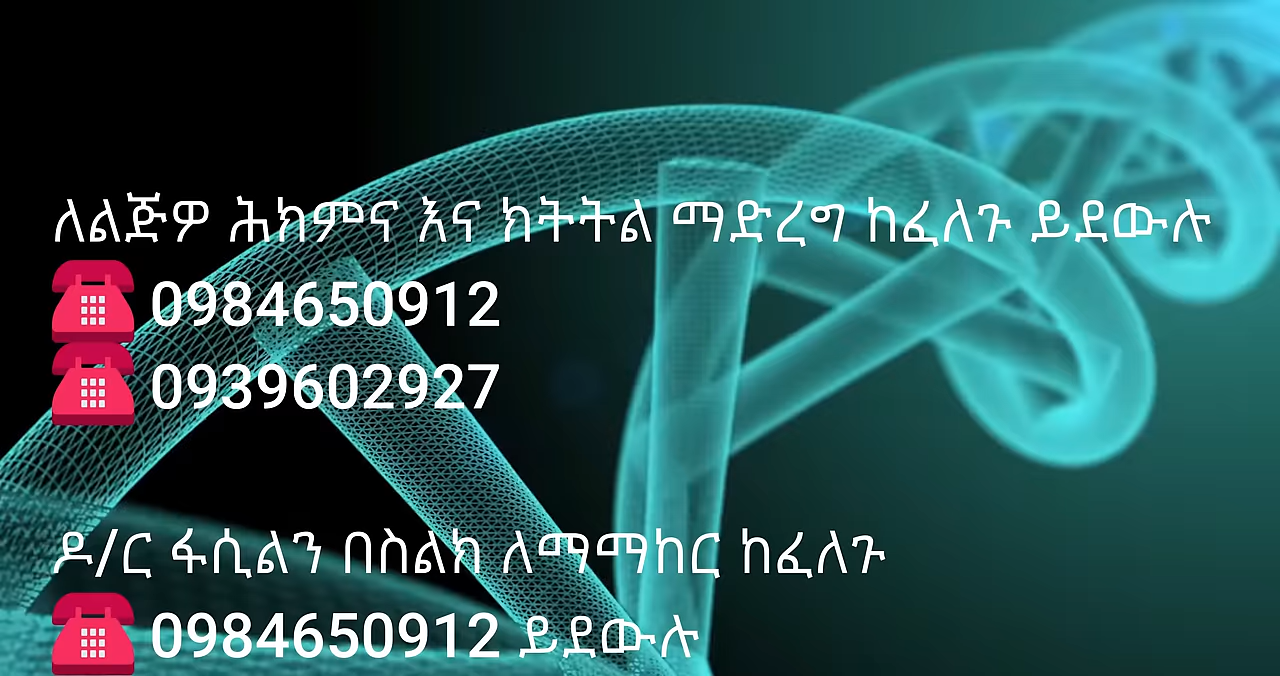 ለልጅዎ ሕክምና እና ክትትል ማድረግ ከፈለጉ ይደውሉ
☎️ 0984650912
☎️ 0939602927
ዶ/ር ፋሲልን በስልክ ለማማከር ከፈለጉ
☎️ 0984650912 ይደውሉ